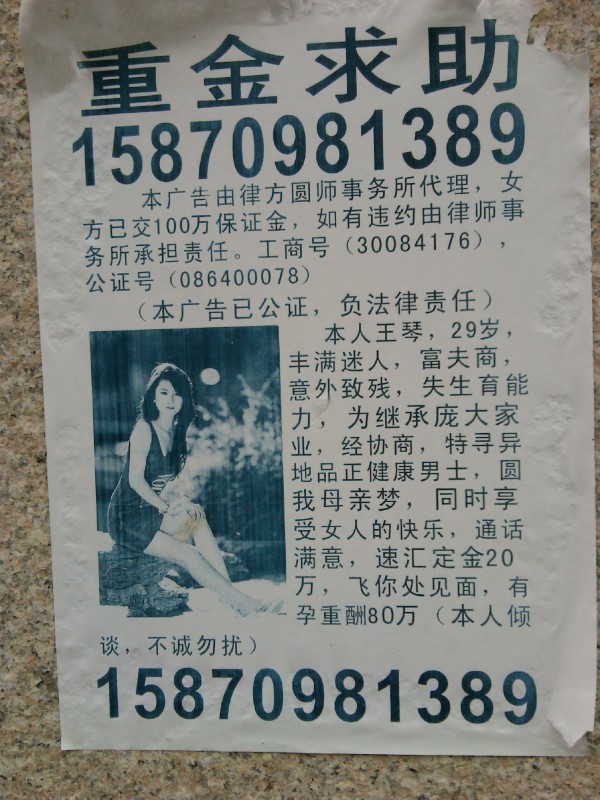 重金求助
15870981389
本广告由律方圆师事务所代理，女
方已交100万保证金，如有违约由律师事
务所承担责任。工商号（30084176），
公证号（086400078）
（本广告已公证，负法律责任）
本人王琴，29岁，
丰满迷人，富夫商，
意外致残，失生育能
力，为继承庞大家
业，经协商，特寻异
地品正健康男士，圆
我母亲梦，同时享
受女人的快乐，通话
满意，速汇定金20
万，飞你处见面，有
孕重酬80万（本人倾
谈，不诚勿扰）
15870981389